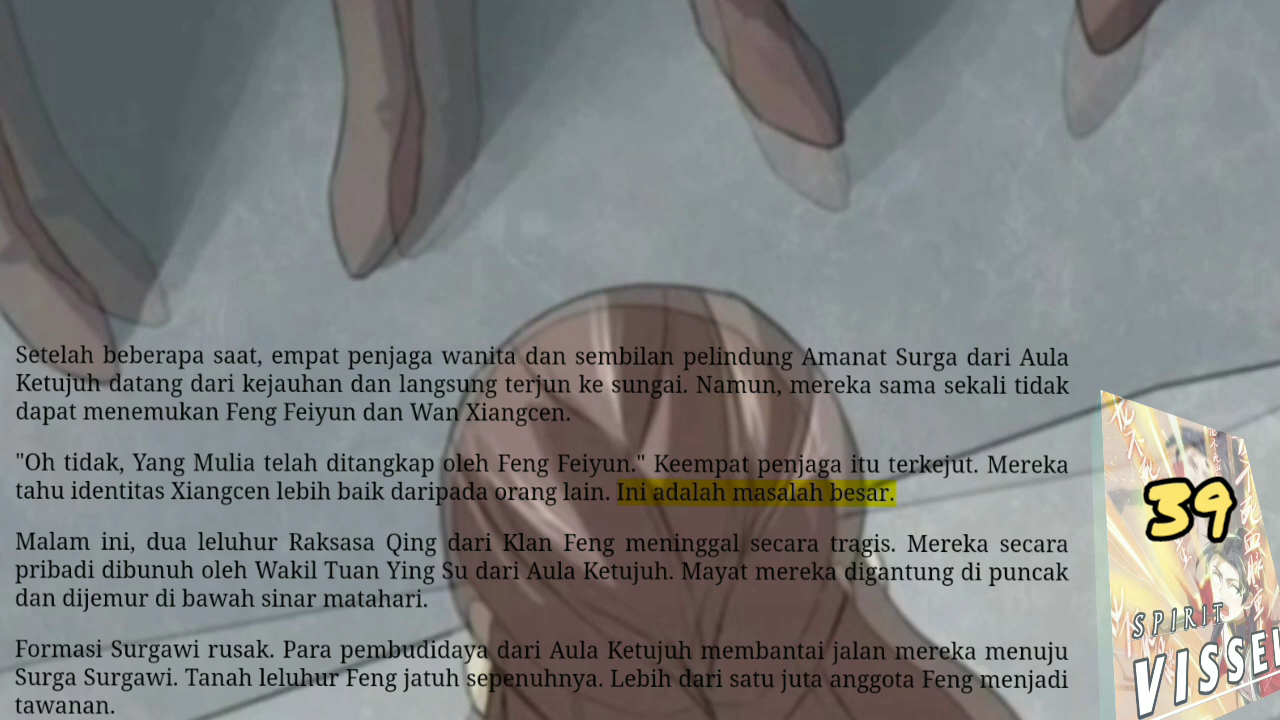 Setelah beberapa saat, empat penjaga wanita dan sembilan pelindung Amanat Surga dari Aula
Ketujuh datang dari kejauhan dan langsung terjun ke sungai. Namun, mereka sama sekali tidak
dapat menemukan Feng Feiyun dan Wan Xiangcen.
"Oh tidak, Yang Mulia telah ditangkap oleh Feng Feiyun." Keempat penjaga itu terkejut. Mereka
tahu identitas Xiangcen lebih baik daripada orang lain. Ini adalah masalah besar.
Malam ini, dua leluhur Raksasa Qing dari Klan Feng meninggal secara tragis. Mereka secara
pribadi dibunuh oleh Wakil Tuan Ying Su dari Aula Ketujuh. Mayat mereka digantung di puncak
dan dijemur di bawah sinar matahari.
Formasi Surgawi rusak. Para pembudidaya dari Aula Ketujuh membantai jalan mereka menuju
Surga Surgawi. Tanah leluhur Feng jatuh sepenuhnya. Lebih dari satu juta anggota Feng menjadi
tawanan.
39
SPIRIT
VISSEL